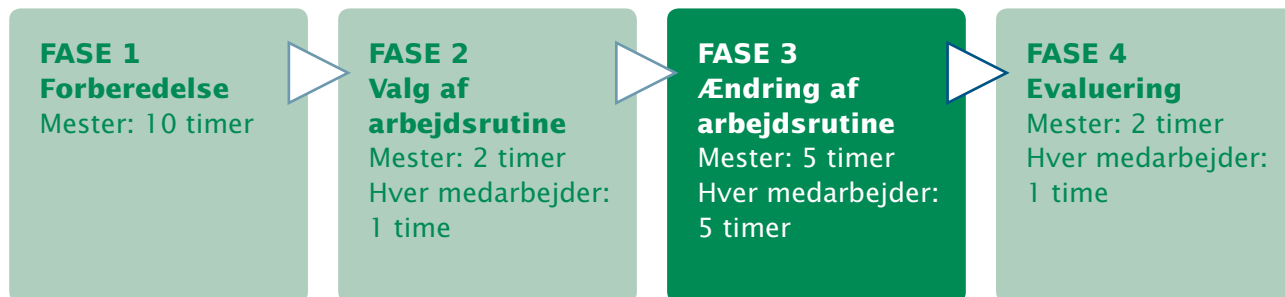 FASE 1
Forberedelse
Mester: 10 timer
FASE 2
Valg af
arbejdsrutine
Mester: 2 timer
Hver medarbejder:
1 time
FASE 3
Ændring af
arbejdsrutine
Mester: 5 timer
Hver medarbejder:
5 timer
FASE 4
Evaluering
Mester: 2 timer
Hver medarbejder:
1 time